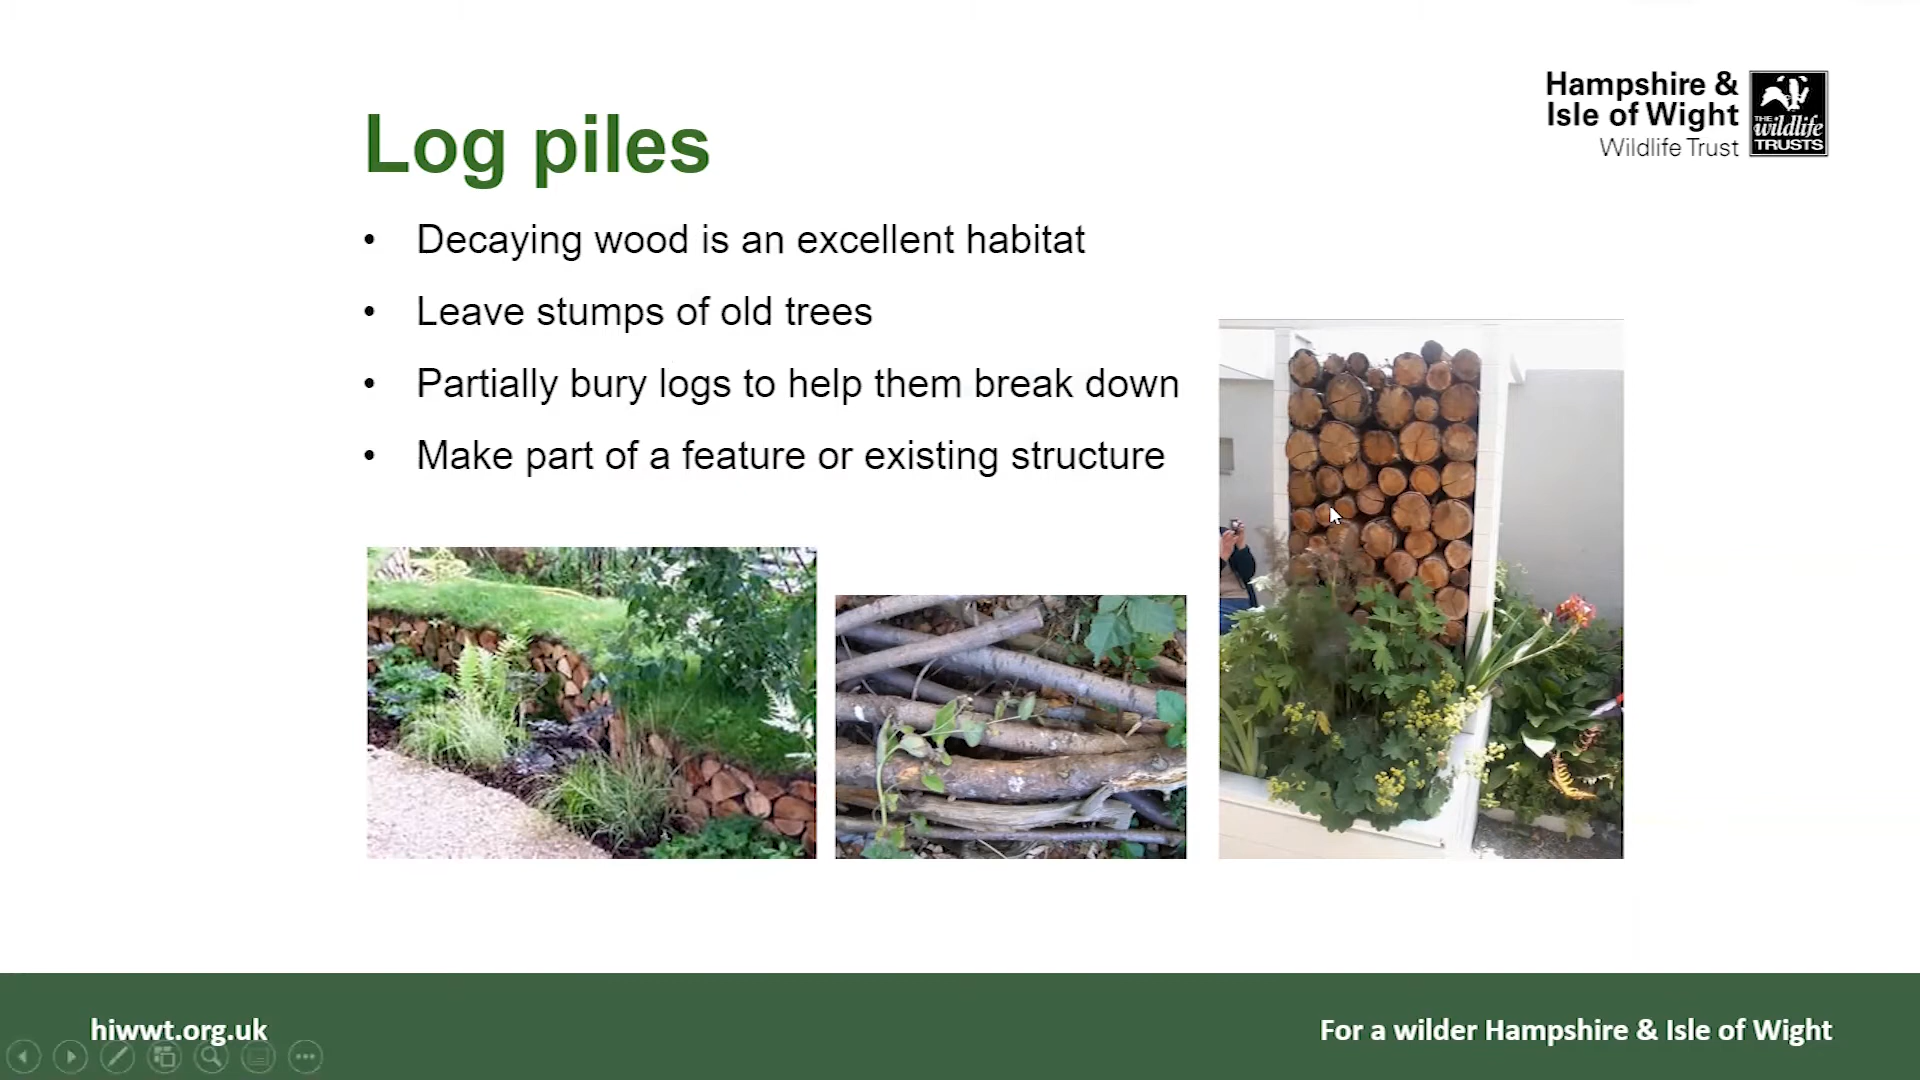 Hampshire &
Isle of Wight
Wildlife Trust
THE
wildlife
TRUSTS
Log piles
• Decaying wood is an excellent habitat
• Leave stumps of old trees
• Partially bury logs to help them break down
• Make part of a feature or existing structure
hiwwt.org.uk
For a wilder Hampshire & Isle of Wight